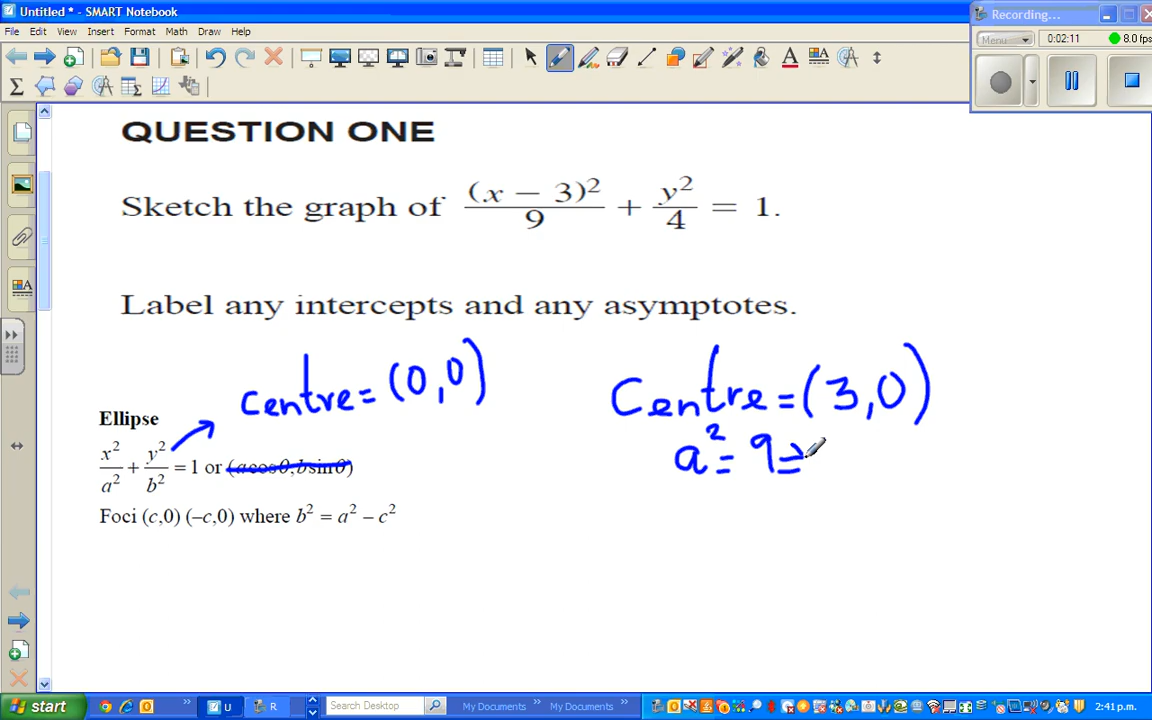 Untitled * - SMART Notebook
Recording...
File Edit View Insert Format Tools Math Draw Help
Menu 0:02:11 8.0 fps
QUESTION ONE
Sketch the graph of (x − 3)²/9 + y²/4 = 1.
Label any intercepts and any asymptotes.
centre = (0,0)
Centre = (3,0)
Ellipse
a² = 9 ⇒
x²/a² + y²/b² = 1 or (a cos θ, b sin θ)
Foci (c,0) (–c,0) where b² = a² – c²
start U R Search Desktop My Documents » My Documents » 2:41 p.m.